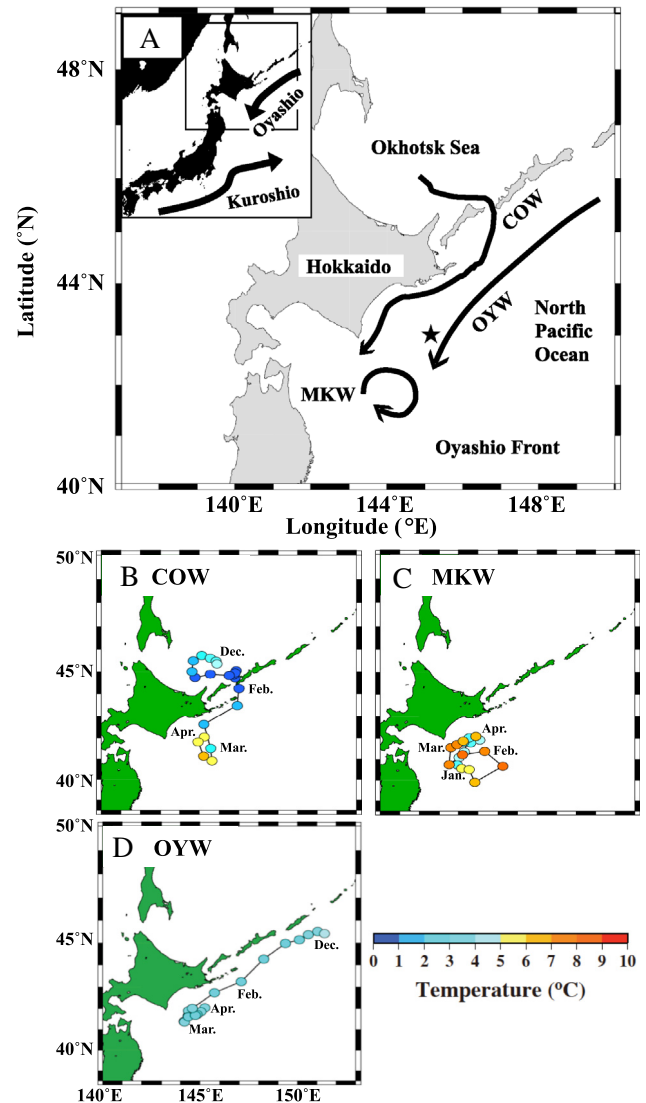 A
Oyashio
Kuroshio
48˚N
44˚N
40˚N
Latitude (˚N)
Okhotsk Sea
COW
Hokkaido
OYW
North
Pacific
Ocean
MKW
Oyashio Front
140˚E
144˚E
148˚E
Longitude (°E)
B COW
50˚N
45˚N
40˚N
Dec.
Feb.
Apr.
Mar.
C MKW
Apr.
Mar.
Feb.
Jan.
D OYW
50˚N
45˚N
40˚N
Dec.
Feb.
Apr.
Mar.
140˚E
145˚E
150˚E
0 1 2 3 4 5 6 7 8 9 10
Temperature (ºC)